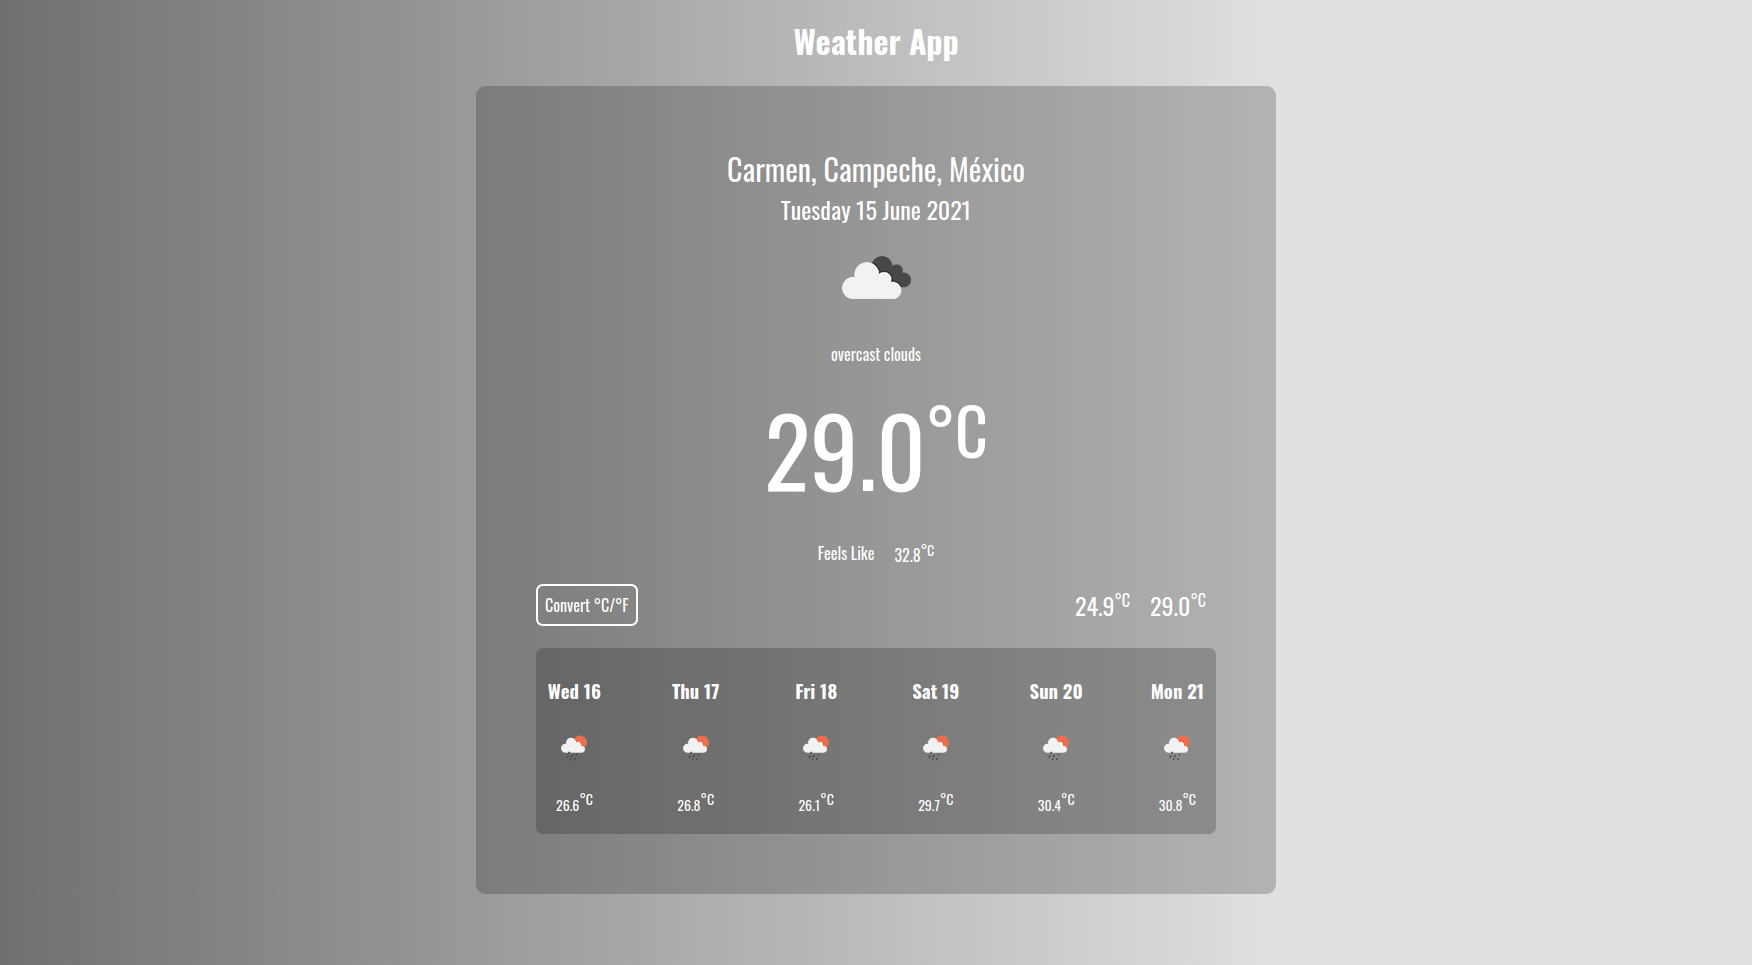 Weather App
Carmen, Campeche, México
Tuesday 15 June 2021
overcast clouds
29.0°C
Feels Like 32.8°C
Convert °C/°F 24.9°C 29.0°C
Wed 16 Thu 17 Fri 18 Sat 19 Sun 20 Mon 21
26.6°C 26.8°C 26.1°C 29.7°C 30.4°C 30.8°C